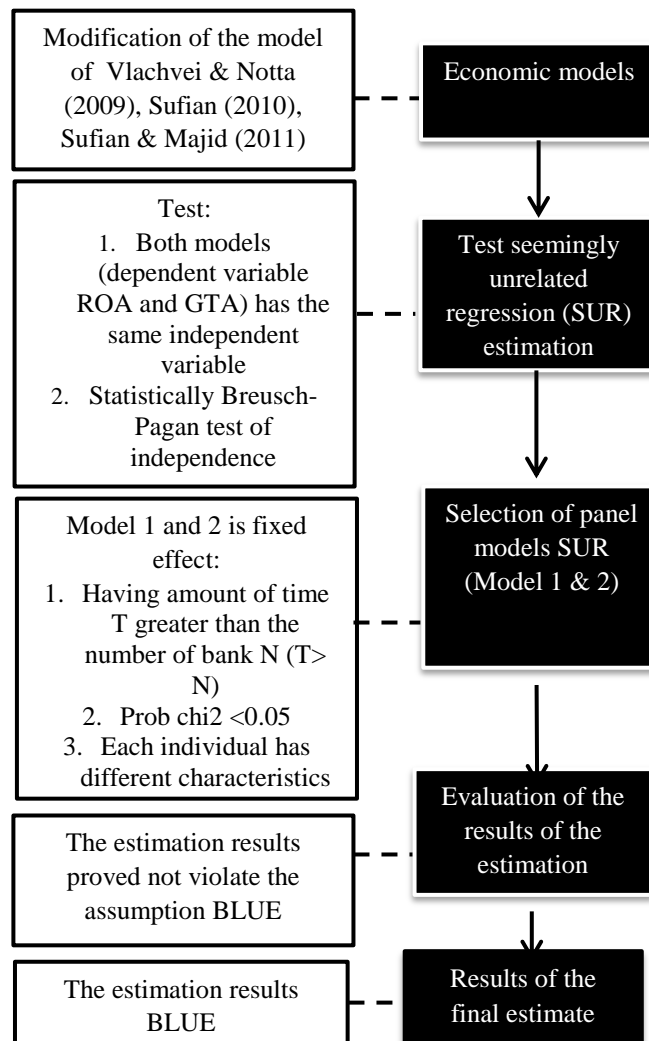 Modification of the model
of Vlachvei & Notta
(2009), Sufian (2010),
Sufian & Majid (2011)
Economic models
Test:
1. Both models
(dependent variable
ROA and GTA) has the
same independent
variable
2. Statistically Breusch-
Pagan test of
independence
Test seemingly
unrelated
regression (SUR)
estimation
Model 1 and 2 is fixed
effect:
1. Having amount of time
T greater than the
number of bank N (T>
N)
2. Prob chi2 <0.05
3. Each individual has
different characteristics
Selection of panel
models SUR
(Model 1 & 2)
The estimation results
proved not violate the
assumption BLUE
Evaluation of the
results of the
estimation
The estimation results
BLUE
Results of the
final estimate